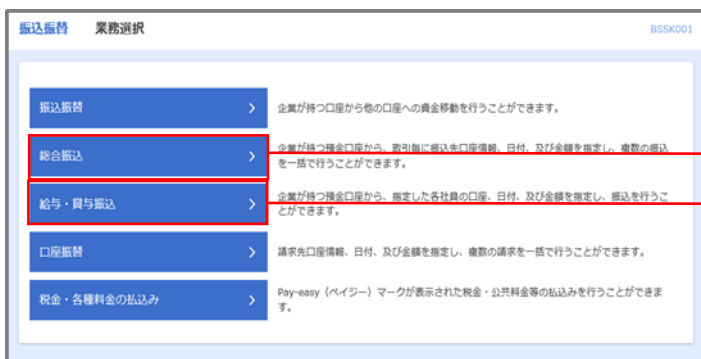 振込振替 業務選択 BSSK001
振込振替 企業が持つ口座から他の口座への資金移動を行うことができます。
総合振込 企業が持つ預金口座から、取引毎に振込先口座情報、日付、及び金額を指定し、複数の振込
を一括で行うことができます。
給与・賞与振込 企業が持つ預金口座から、指定した各社員の口座、日付、及び金額を指定し、振込を行うこ
とができます。
口座振替 請求先口座情報、日付、及び金額を指定し、複数の請求を一括で行うことができます。
税金・各種料金の払込み Pay-easy（ペイジー）マークが表示された税金・公共料金等の払込みを行うことができま
す。